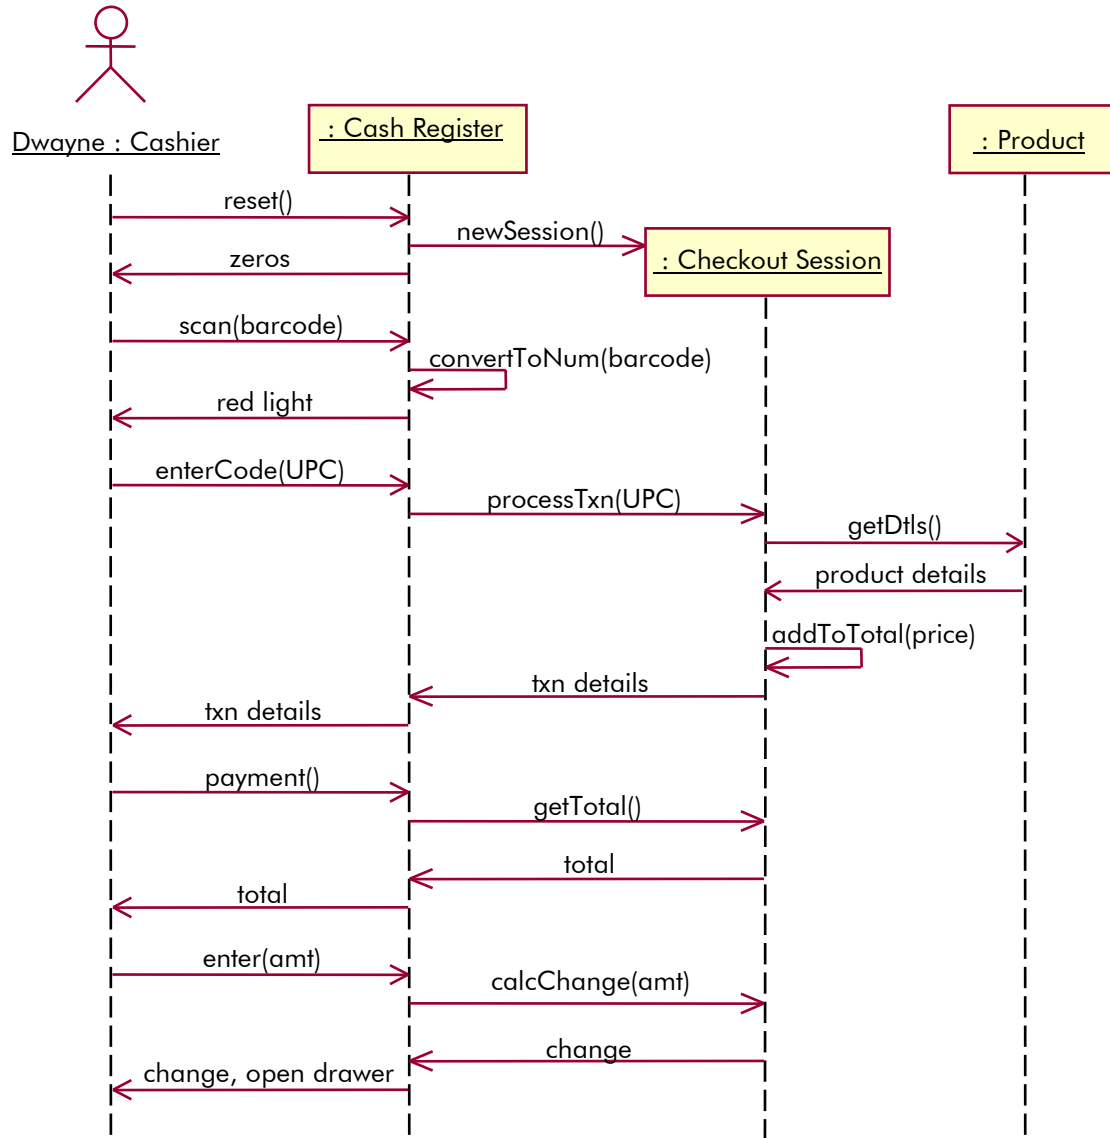 Dwayne : Cashier
: Cash Register
: Product
reset()
newSession()
zeros
: Checkout Session
scan(barcode)
convertToNum(barcode)
red light
enterCode(UPC)
processTxn(UPC)
getDtls()
product details
addToTotal(price)
txn details
txn details
payment()
getTotal()
total
total
enter(amt)
calcChange(amt)
change
change, open drawer